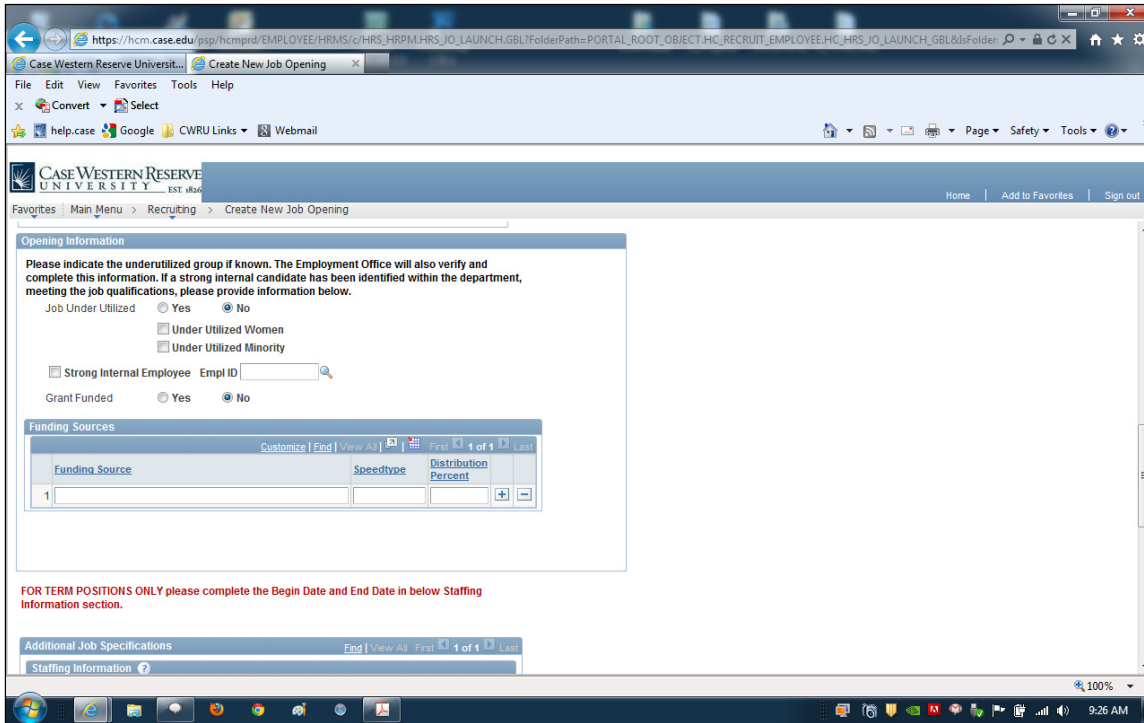 https://hcm.case.edu/psp/hcmprd/EMPLOYEE/HRMS/c/HRS_HRPM.HRS_JO_LAUNCH.GBL?FolderPath=PORTAL_ROOT_OBJECT.HC_RECRUIT_EMPLOYEE.HC_HRS_JO_LAUNCH_GBL&IsFolder:
Case Western Reserve Universit... Create New Job Opening
File Edit View Favorites Tools Help
x Convert Select
help.case Google CWRU Links Webmail Page Safety Tools
CASE WESTERN RESERVE
UNIVERSITY EST. 1826
Home | Add to Favorites | Sign out
Favorites Main Menu > Recruiting > Create New Job Opening
Opening Information
Please indicate the underutilized group if known. The Employment Office will also verify and
complete this information. If a strong internal candidate has been identified within the department,
meeting the job qualifications, please provide information below.
Job Under Utilized Yes No
Under Utilized Women
Under Utilized Minority
Strong Internal Employee Empl ID
Grant Funded Yes No
Funding Sources
Customize | Find | View All | | First 1 of 1 Last
Funding Source Speedtype Distribution
Percent
1
FOR TERM POSITIONS ONLY please complete the Begin Date and End Date in below Staffing
Information section.
Additional Job Specifications Find | View All First 1 of 1 Last
Staffing Information ?
100%
9:26 AM